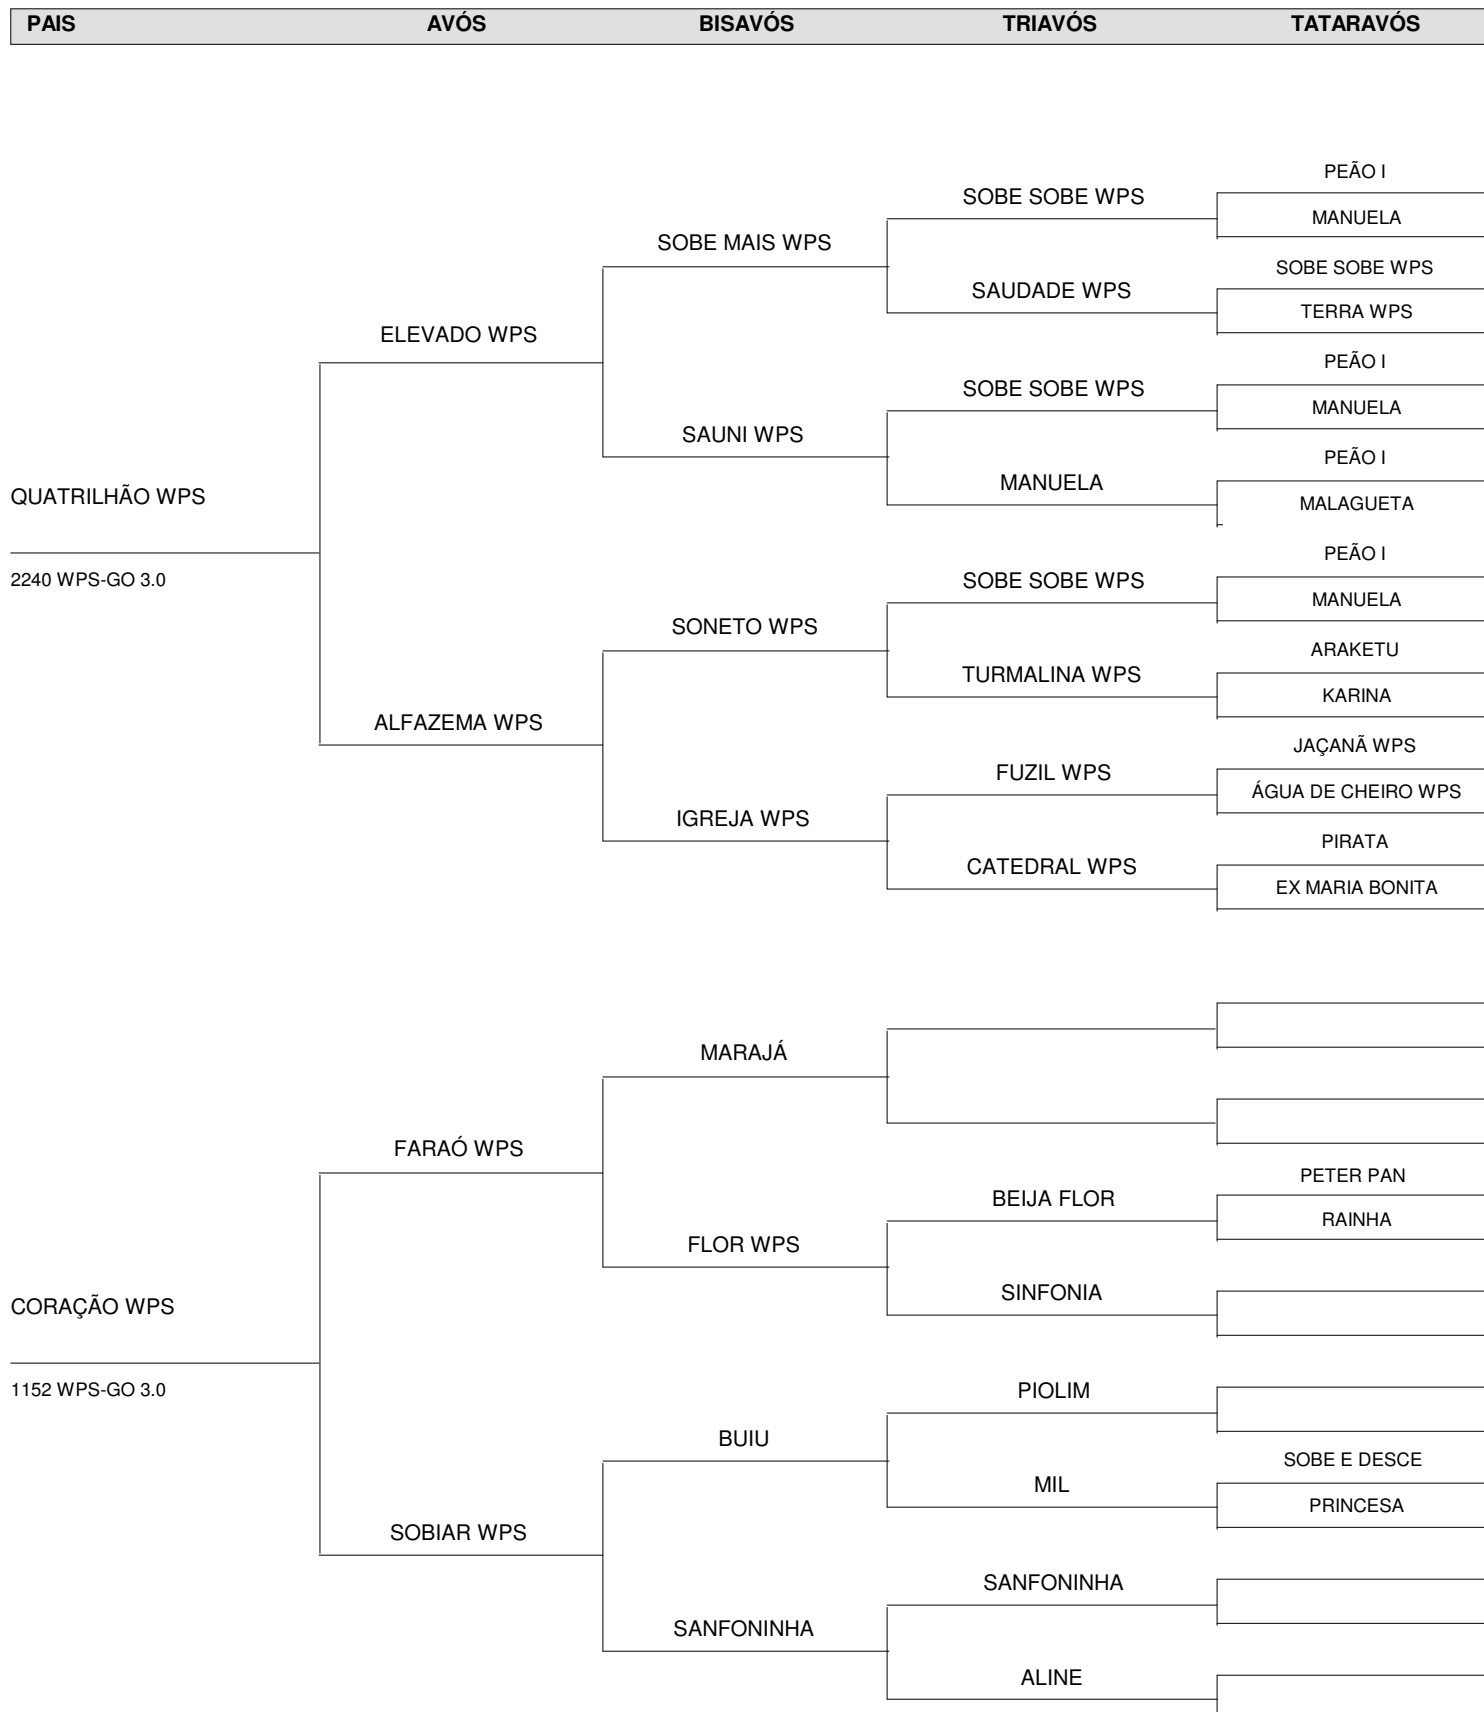 PAIS AVÓS BISAVÓS TRIAVÓS TATARAVÓS
PEÃO I
SOBE SOBE WPS
MANUELA
SOBE MAIS WPS
SOBE SOBE WPS
SAUDADE WPS
TERRA WPS
ELEVADO WPS
PEÃO I
SOBE SOBE WPS
MANUELA
SAUNI WPS
PEÃO I
MANUELA
QUATRILHÃO WPS
MALAGUETA
PEÃO I
2240 WPS-GO 3.0
SOBE SOBE WPS
MANUELA
SONETO WPS
ARAKETU
TURMALINA WPS
KARINA
ALFAZEMA WPS
JAÇANÃ WPS
FUZIL WPS
ÁGUA DE CHEIRO WPS
IGREJA WPS
PIRATA
CATEDRAL WPS
EX MARIA BONITA
MARAJÁ
FARAÓ WPS
PETER PAN
BEIJA FLOR
RAINHA
FLOR WPS
SINFONIA
CORAÇÃO WPS
1152 WPS-GO 3.0
PIOLIM
BUIU
SOBE E DESCE
MIL
PRINCESA
SOBIAR WPS
SANFONINHA
SANFONINHA
ALINE